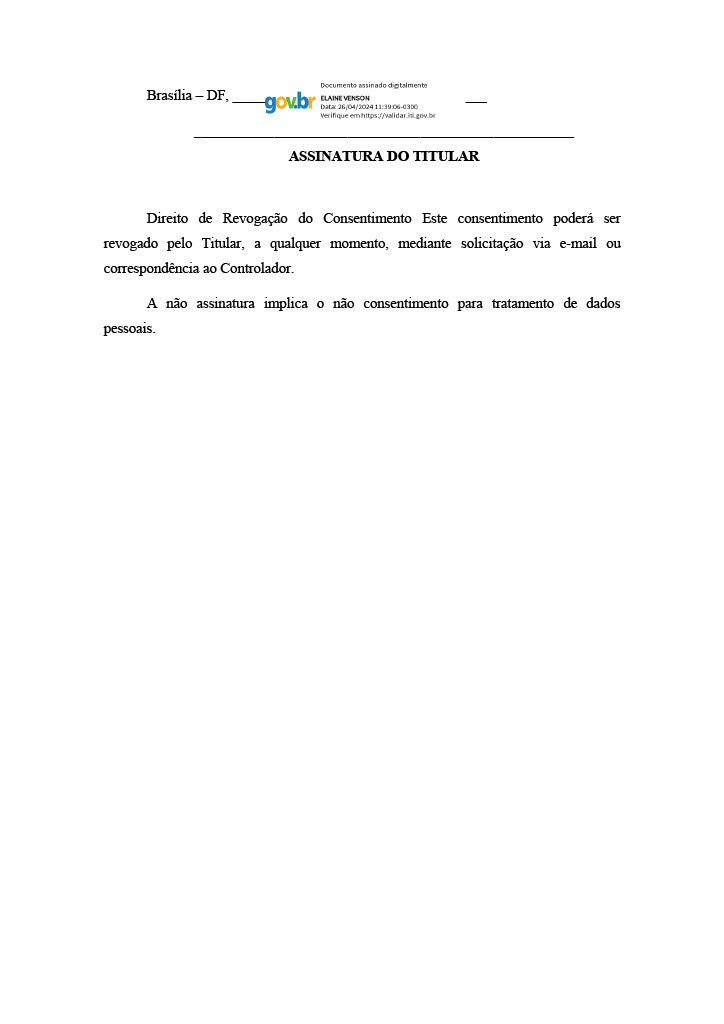 Documento assinado digitalmente
Brasília – DF, _____ gov.br ELAINE VENSON ___
Data: 26/04/2024 11:39:06-0300
Verifique em https://validar.iti.gov.br
ASSINATURA DO TITULAR
Direito de Revogação do Consentimento Este consentimento poderá ser
revogado pelo Titular, a qualquer momento, mediante solicitação via e-mail ou
correspondência ao Controlador.
A não assinatura implica o não consentimento para tratamento de dados
pessoais.